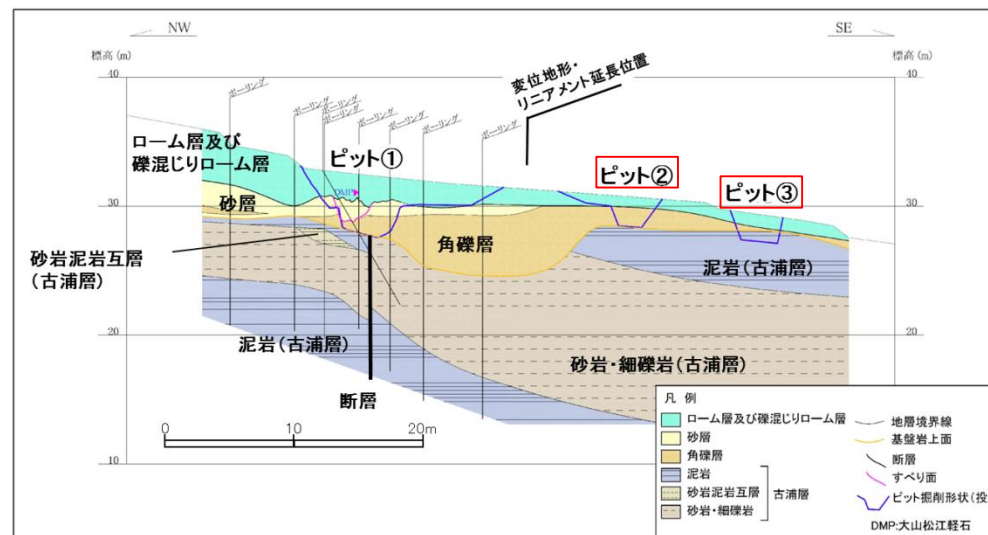 NW
SE
標高(m)
標高(m)
40
40
30
30
20
20
10
10
ボーリング
ボーリング
ボーリング
ボーリング
ボーリング
ボーリング
ボーリング
ボーリング
変位地形・
リニアメント延長位置
ローム層及び
礫混じりローム層
ピット①
ピット②
ピット③
DMP
砂層
角礫層
砂岩泥岩互層
(古浦層)
泥岩(古浦層)
泥岩(古浦層)
砂岩・細礫岩(古浦層)
断層
0 10 20m
凡 例
ローム層及び礫混じりローム層
砂層
角礫層
泥岩
砂岩泥岩互層
砂岩・細礫岩
古浦層
地層境界線
基盤岩上面
断層
すべり面
ピット掘削形状(投
DMP:大山松江軽石